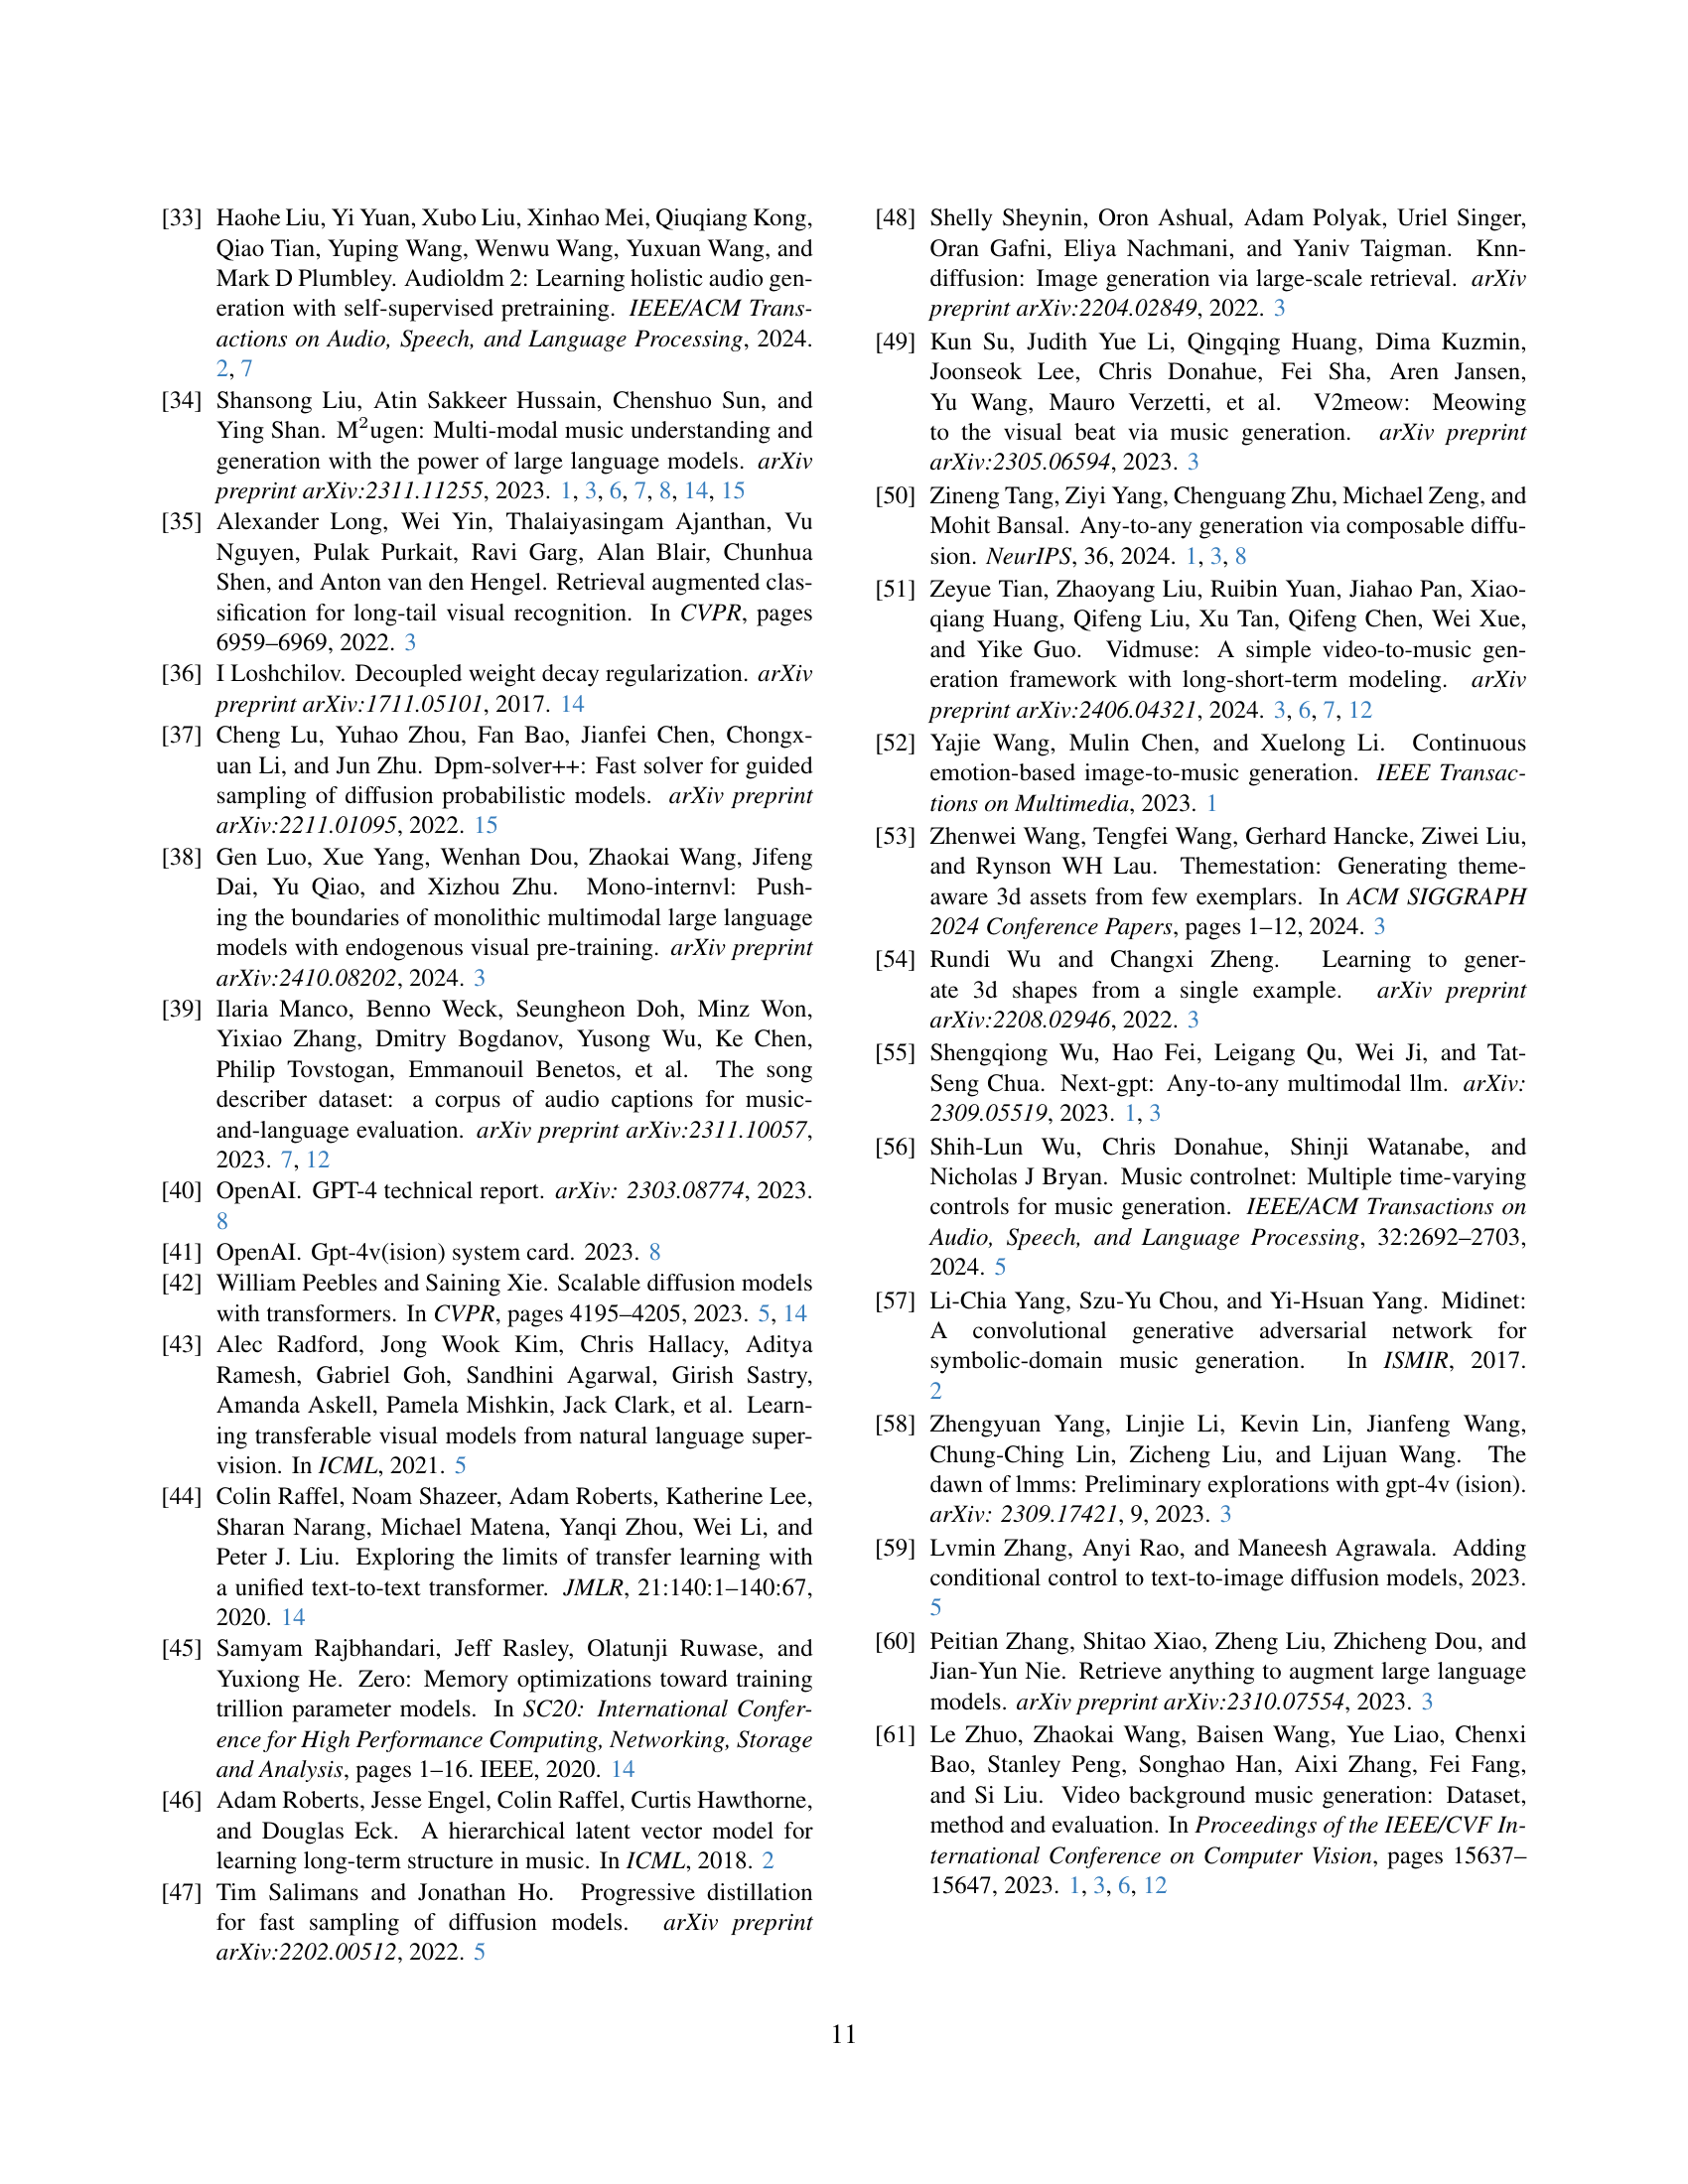 [33] Haohe Liu, Yi Yuan, Xubo Liu, Xinhao Mei, Qiuqiang Kong,
Qiao Tian, Yuping Wang, Wenwu Wang, Yuxuan Wang, and
Mark D Plumbley. Audioldm 2: Learning holistic audio gen-
eration with self-supervised pretraining. IEEE/ACM Trans-
actions on Audio, Speech, and Language Processing, 2024.
2, 7
[34] Shansong Liu, Atin Sakkeer Hussain, Chenshuo Sun, and
Ying Shan. M²ugen: Multi-modal music understanding and
generation with the power of large language models. arXiv
preprint arXiv:2311.11255, 2023. 1, 3, 6, 7, 8, 14, 15
[35] Alexander Long, Wei Yin, Thalaiyasingam Ajanthan, Vu
Nguyen, Pulak Purkait, Ravi Garg, Alan Blair, Chunhua
Shen, and Anton van den Hengel. Retrieval augmented clas-
sification for long-tail visual recognition. In CVPR, pages
6959–6969, 2022. 3
[36] I Loshchilov. Decoupled weight decay regularization. arXiv
preprint arXiv:1711.05101, 2017. 14
[37] Cheng Lu, Yuhao Zhou, Fan Bao, Jianfei Chen, Chongx-
uan Li, and Jun Zhu. Dpm-solver++: Fast solver for guided
sampling of diffusion probabilistic models. arXiv preprint
arXiv:2211.01095, 2022. 15
[38] Gen Luo, Xue Yang, Wenhan Dou, Zhaokai Wang, Jifeng
Dai, Yu Qiao, and Xizhou Zhu. Mono-internvl: Push-
ing the boundaries of monolithic multimodal large language
models with endogenous visual pre-training. arXiv preprint
arXiv:2410.08202, 2024. 3
[39] Ilaria Manco, Benno Weck, Seungheon Doh, Minz Won,
Yixiao Zhang, Dmitry Bogdanov, Yusong Wu, Ke Chen,
Philip Tovstogan, Emmanouil Benetos, et al. The song
describer dataset: a corpus of audio captions for music-
and-language evaluation. arXiv preprint arXiv:2311.10057,
2023. 7, 12
[40] OpenAI. GPT-4 technical report. arXiv: 2303.08774, 2023.
8
[41] OpenAI. Gpt-4v(ision) system card. 2023. 8
[42] William Peebles and Saining Xie. Scalable diffusion models
with transformers. In CVPR, pages 4195–4205, 2023. 5, 14
[43] Alec Radford, Jong Wook Kim, Chris Hallacy, Aditya
Ramesh, Gabriel Goh, Sandhini Agarwal, Girish Sastry,
Amanda Askell, Pamela Mishkin, Jack Clark, et al. Learn-
ing transferable visual models from natural language super-
vision. In ICML, 2021. 5
[44] Colin Raffel, Noam Shazeer, Adam Roberts, Katherine Lee,
Sharan Narang, Michael Matena, Yanqi Zhou, Wei Li, and
Peter J. Liu. Exploring the limits of transfer learning with
a unified text-to-text transformer. JMLR, 21:140:1–140:67,
2020. 14
[45] Samyam Rajbhandari, Jeff Rasley, Olatunji Ruwase, and
Yuxiong He. Zero: Memory optimizations toward training
trillion parameter models. In SC20: International Confer-
ence for High Performance Computing, Networking, Storage
and Analysis, pages 1–16. IEEE, 2020. 14
[46] Adam Roberts, Jesse Engel, Colin Raffel, Curtis Hawthorne,
and Douglas Eck. A hierarchical latent vector model for
learning long-term structure in music. In ICML, 2018. 2
[47] Tim Salimans and Jonathan Ho. Progressive distillation
for fast sampling of diffusion models. arXiv preprint
arXiv:2202.00512, 2022. 5
[48] Shelly Sheynin, Oron Ashual, Adam Polyak, Uriel Singer,
Oran Gafni, Eliya Nachmani, and Yaniv Taigman. Knn-
diffusion: Image generation via large-scale retrieval. arXiv
preprint arXiv:2204.02849, 2022. 3
[49] Kun Su, Judith Yue Li, Qingqing Huang, Dima Kuzmin,
Joonseok Lee, Chris Donahue, Fei Sha, Aren Jansen,
Yu Wang, Mauro Verzetti, et al. V2meow: Meowing
to the visual beat via music generation. arXiv preprint
arXiv:2305.06594, 2023. 3
[50] Zineng Tang, Ziyi Yang, Chenguang Zhu, Michael Zeng, and
Mohit Bansal. Any-to-any generation via composable diffu-
sion. NeurIPS, 36, 2024. 1, 3, 8
[51] Zeyue Tian, Zhaoyang Liu, Ruibin Yuan, Jiahao Pan, Xiao-
qiang Huang, Qifeng Liu, Xu Tan, Qifeng Chen, Wei Xue,
and Yike Guo. Vidmuse: A simple video-to-music gen-
eration framework with long-short-term modeling. arXiv
preprint arXiv:2406.04321, 2024. 3, 6, 7, 12
[52] Yajie Wang, Mulin Chen, and Xuelong Li. Continuous
emotion-based image-to-music generation. IEEE Transac-
tions on Multimedia, 2023. 1
[53] Zhenwei Wang, Tengfei Wang, Gerhard Hancke, Ziwei Liu,
and Rynson WH Lau. Themestation: Generating theme-
aware 3d assets from few exemplars. In ACM SIGGRAPH
2024 Conference Papers, pages 1–12, 2024. 3
[54] Rundi Wu and Changxi Zheng. Learning to gener-
ate 3d shapes from a single example. arXiv preprint
arXiv:2208.02946, 2022. 3
[55] Shengqiong Wu, Hao Fei, Leigang Qu, Wei Ji, and Tat-
Seng Chua. Next-gpt: Any-to-any multimodal llm. arXiv:
2309.05519, 2023. 1, 3
[56] Shih-Lun Wu, Chris Donahue, Shinji Watanabe, and
Nicholas J Bryan. Music controlnet: Multiple time-varying
controls for music generation. IEEE/ACM Transactions on
Audio, Speech, and Language Processing, 32:2692–2703,
2024. 5
[57] Li-Chia Yang, Szu-Yu Chou, and Yi-Hsuan Yang. Midinet:
A convolutional generative adversarial network for
symbolic-domain music generation. In ISMIR, 2017.
2
[58] Zhengyuan Yang, Linjie Li, Kevin Lin, Jianfeng Wang,
Chung-Ching Lin, Zicheng Liu, and Lijuan Wang. The
dawn of lmms: Preliminary explorations with gpt-4v (ision).
arXiv: 2309.17421, 9, 2023. 3
[59] Lvmin Zhang, Anyi Rao, and Maneesh Agrawala. Adding
conditional control to text-to-image diffusion models, 2023.
5
[60] Peitian Zhang, Shitao Xiao, Zheng Liu, Zhicheng Dou, and
Jian-Yun Nie. Retrieve anything to augment large language
models. arXiv preprint arXiv:2310.07554, 2023. 3
[61] Le Zhuo, Zhaokai Wang, Baisen Wang, Yue Liao, Chenxi
Bao, Stanley Peng, Songhao Han, Aixi Zhang, Fei Fang,
and Si Liu. Video background music generation: Dataset,
method and evaluation. In Proceedings of the IEEE/CVF In-
ternational Conference on Computer Vision, pages 15637–
15647, 2023. 1, 3, 6, 12
11